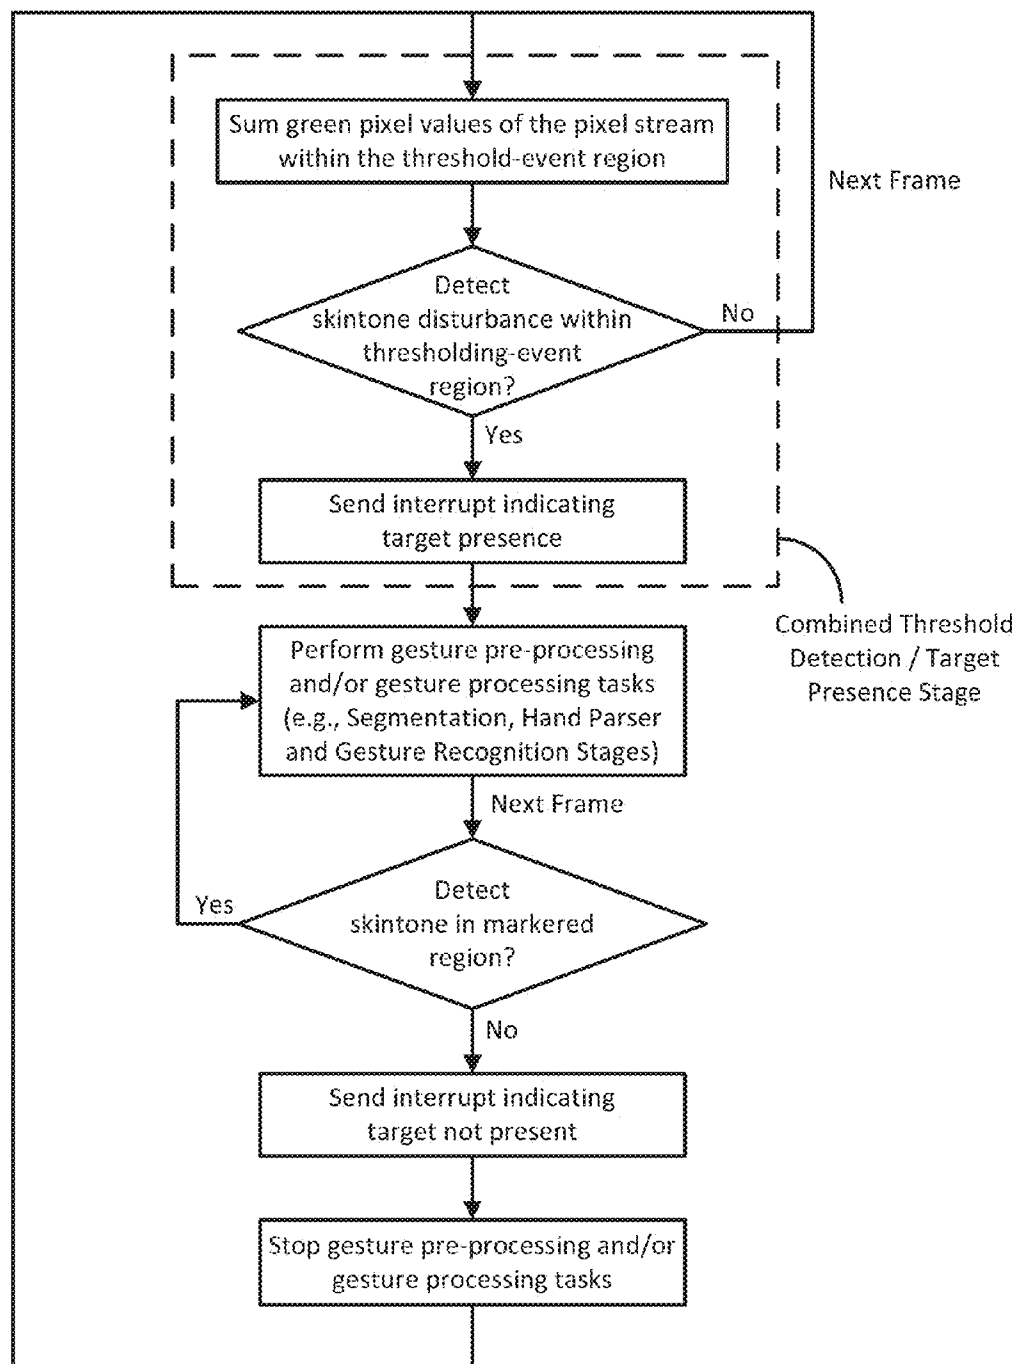 Sum green pixel values of the pixel stream
within the threshold-event region
Next Frame
Detect
skintone disturbance within
thresholding-event
region?
No
Yes
Send interrupt indicating
target presence
Combined Threshold
Detection / Target
Presence Stage
Perform gesture pre-processing
and/or gesture processing tasks
(e.g., Segmentation, Hand Parser
and Gesture Recognition Stages)
Next Frame
Detect
skintone in markered
region?
Yes
No
Send interrupt indicating
target not present
Stop gesture pre-processing and/or
gesture processing tasks